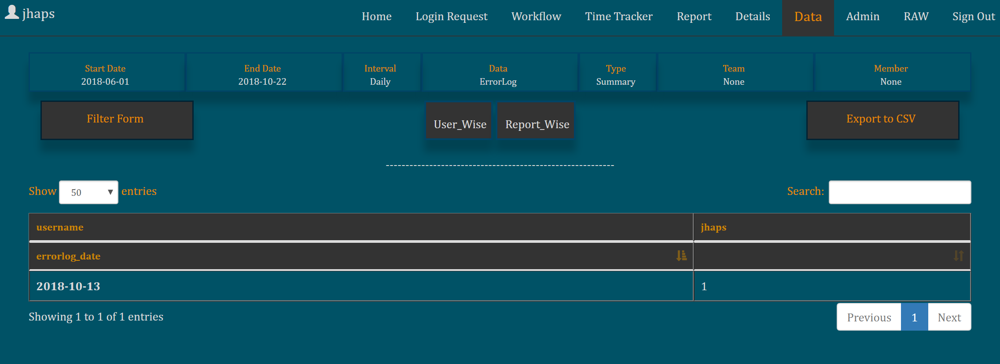 jhaps
Home Login Request Workflow Time Tracker Report Details Data Admin RAW Sign Out
Start Date End Date Interval Data Type Team Member
2018-06-01 2018-10-22 Daily ErrorLog Summary None None
Filter Form User_Wise Report_Wise Export to CSV
----------------------------------------------------------
Show 50 entries Search:
username jhaps
errorlog_date
2018-10-13 1
Showing 1 to 1 of 1 entries Previous 1 Next